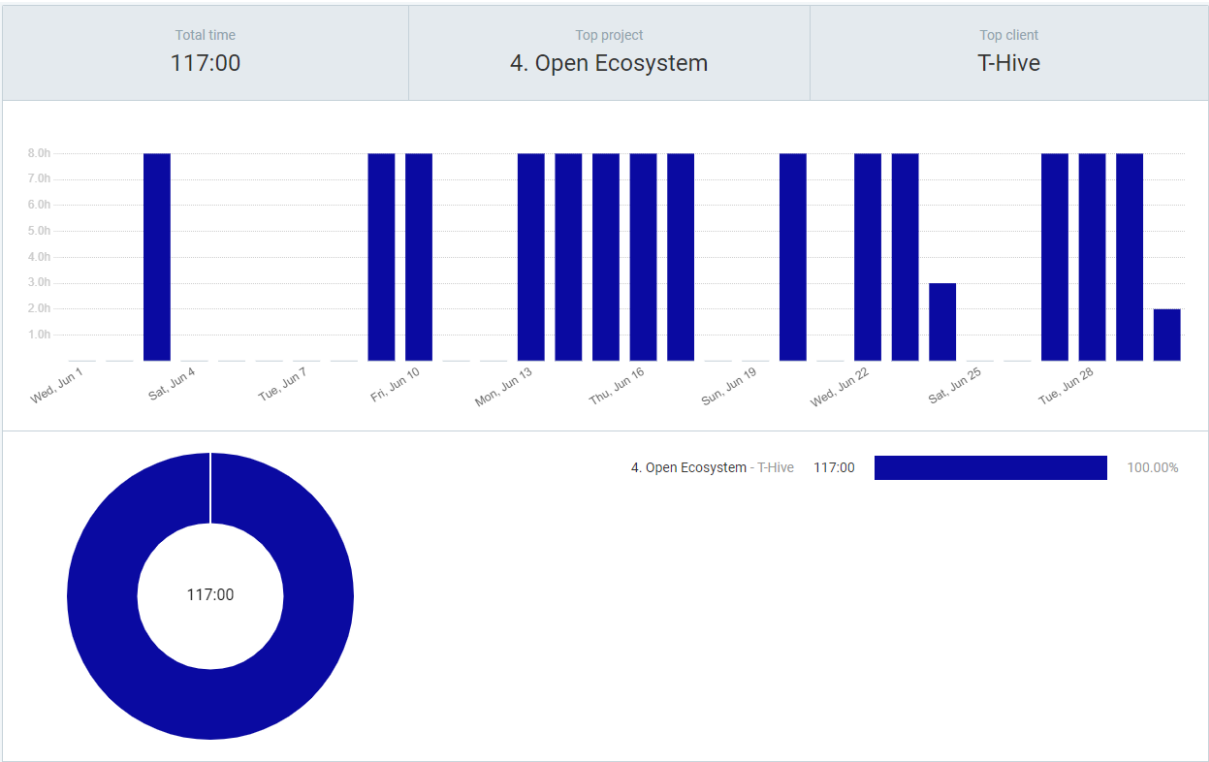 Total time
117:00
Top project
4. Open Ecosystem
Top client
T-Hive
8.0h
7.0h
6.0h
5.0h
4.0h
3.0h
2.0h
1.0h
Wed, Jun 1
Sat, Jun 4
Tue, Jun 7
Fri, Jun 10
Mon, Jun 13
Thu, Jun 16
Sun, Jun 19
Wed, Jun 22
Sat, Jun 25
Tue, Jun 28
4. Open Ecosystem - T-Hive 117:00 100.00%
117:00